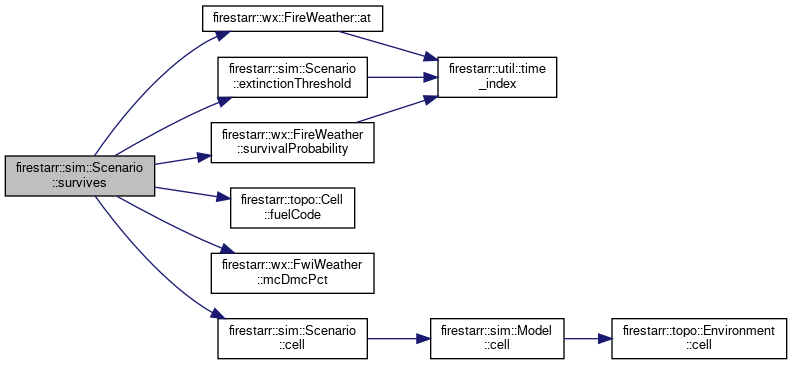 firestarr::wx::FireWeather::at
firestarr::sim::Scenario
::extinctionThreshold
firestarr::util::time
_index
firestarr::wx::FireWeather
::survivalProbability
firestarr::sim::Scenario
::survives
firestarr::topo::Cell
::fuelCode
firestarr::wx::FwiWeather
::mcDmcPct
firestarr::sim::Scenario
::cell
firestarr::sim::Model
::cell
firestarr::topo::Environment
::cell